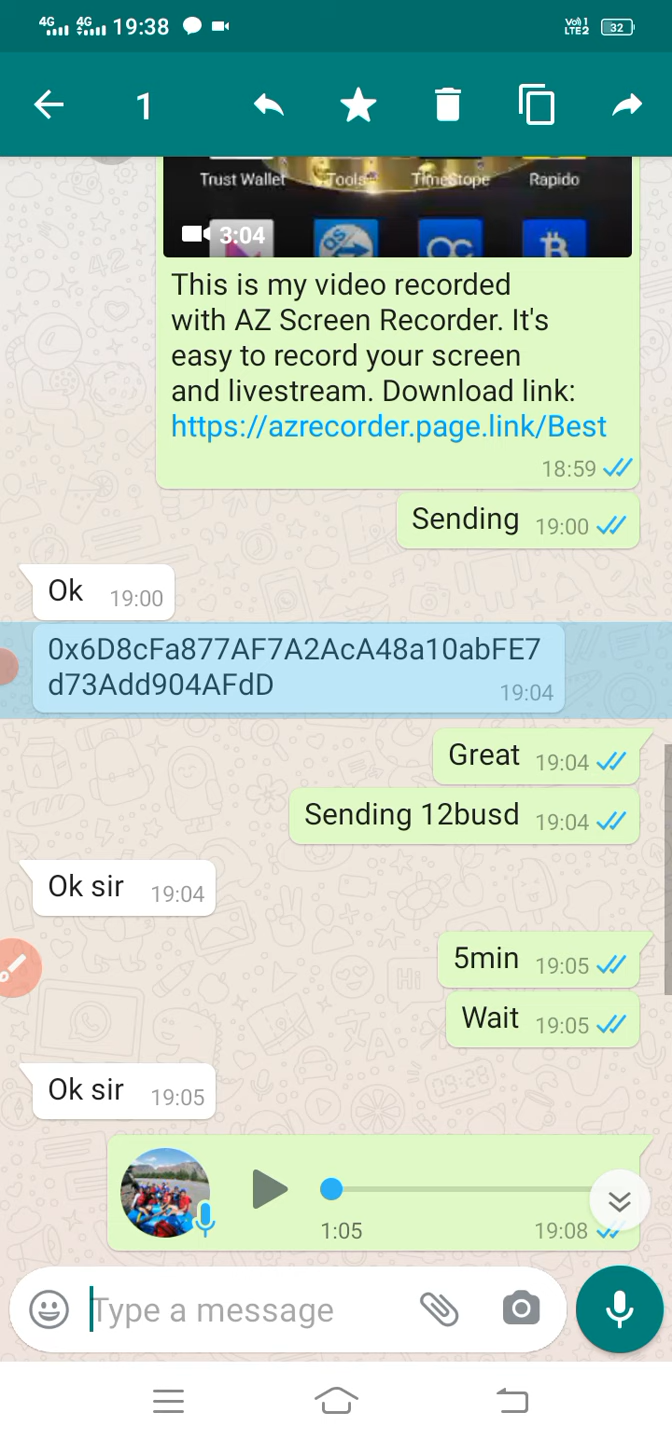 4G 4G 19:38 Vo) 1 LTE2 32
1
Trust Wallet Tools TimeStope Rapido
3:04
This is my video recorded
with AZ Screen Recorder. It's
easy to record your screen
and livestream. Download link:
https://azrecorder.page.link/Best
18:59
Sending 19:00
Ok 19:00
0x6D8cFa877AF7A2AcA48a10abFE7
d73Add904AFdD 19:04
Great 19:04
Sending 12busd 19:04
Ok sir 19:04
5min 19:05
Wait 19:05
Ok sir 19:05
1:05 19:08
Type a message